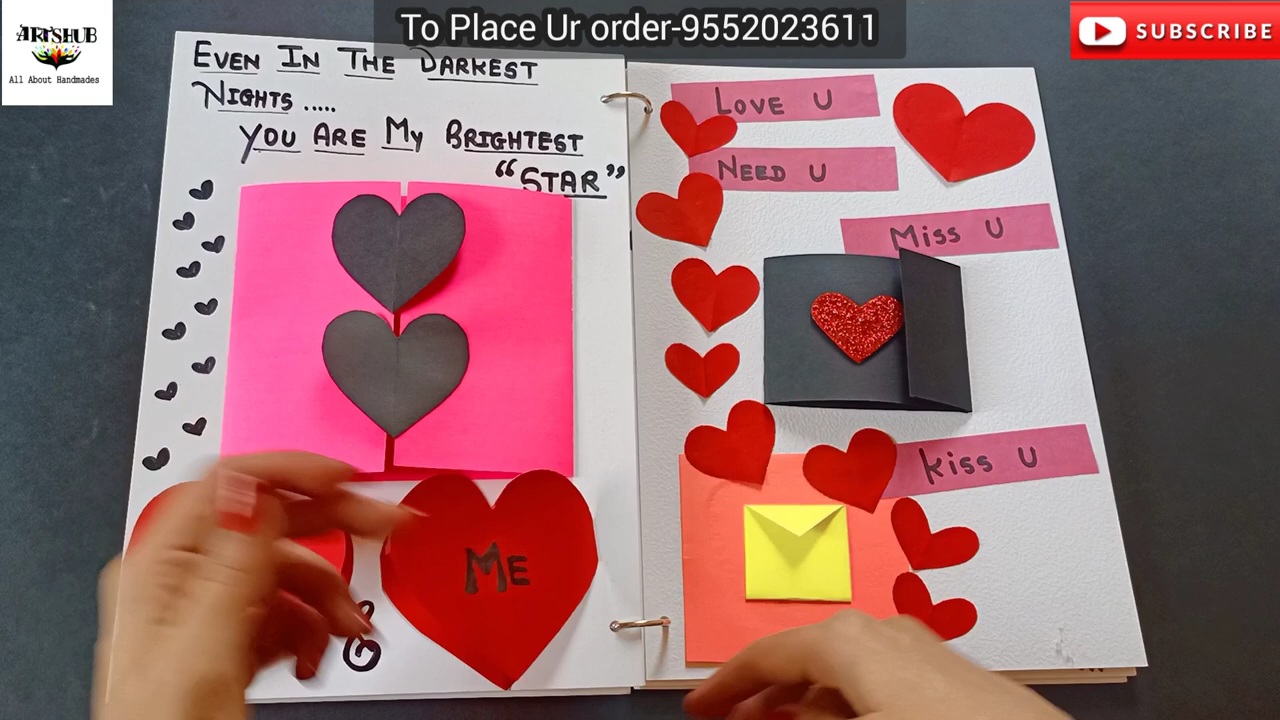 To Place Ur order-9552023611
ARTSHUB
All About Handmades
SUBSCRIBE
EVEN IN THE DARKEST
NIGHTS .....
YOU ARE MY BRIGHTEST
"STAR"
&
ME
LOVE U
NEED U
MISS U
KISS U